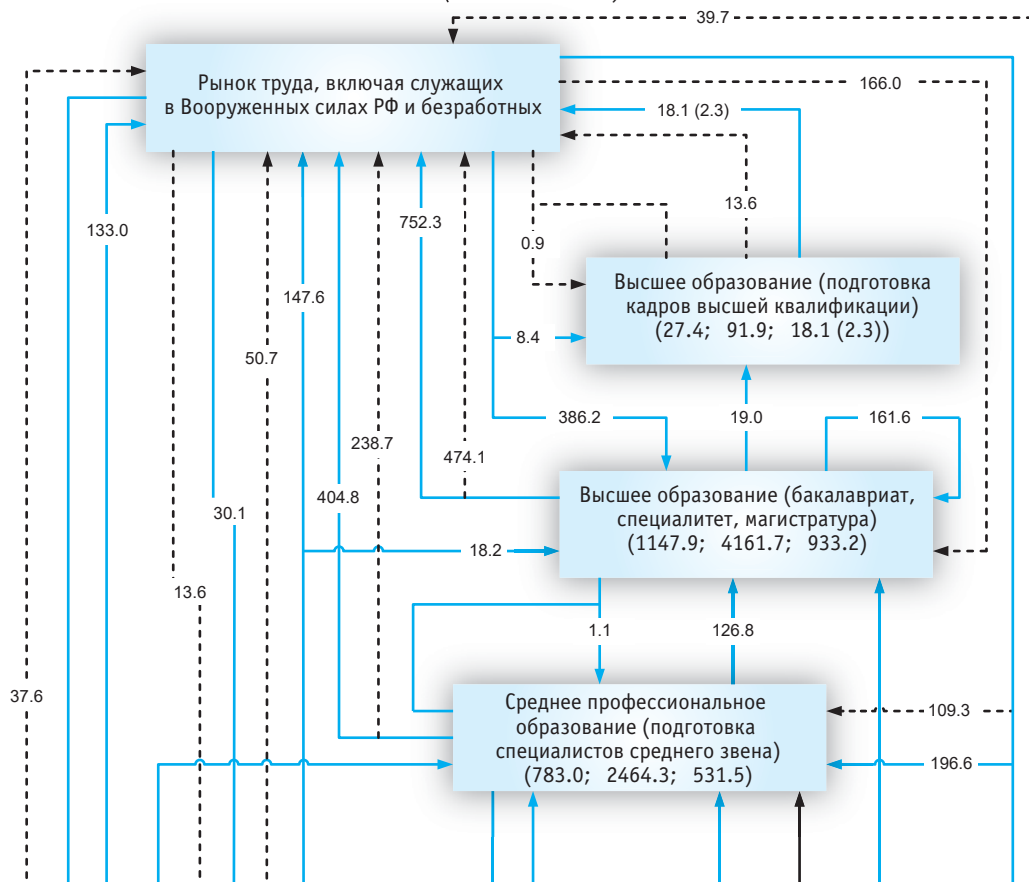 39.7
Рынок труда, включая служащих
в Вооруженных силах РФ и безработных
166.0
18.1 (2.3)
133.0
752.3
0.9
13.6
Высшее образование (подготовка
кадров высшей квалификации)
(27.4; 91.9; 18.1 (2.3))
147.6
50.7
8.4
386.2
19.0
161.6
238.7
474.1
404.8
30.1
Высшее образование (бакалавриат,
специалитет, магистратура)
(1147.9; 4161.7; 933.2)
18.2
13.6
1.1
126.8
37.6
Среднее профессиональное
образование (подготовка
специалистов среднего звена)
(783.0; 2464.3; 531.5)
109.3
196.6